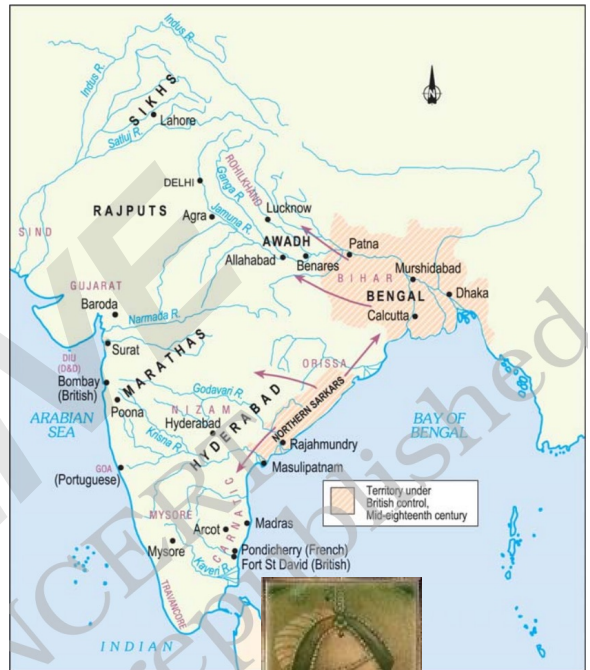 Indus R.
Indus R.
SIKHS
Lahore
Satluj R.
DELHI
Ganga R.
ROHILKHAND
RAJPUTS
Lucknow
Agra
Jamuna R.
SIND
AWADH
Patna
Allahabad
Benares
BIHAR
Murshidabad
GUJARAT
BENGAL
Dhaka
Baroda
Calcutta
Narmada R.
Surat
MARATHAS
DIU
(D&D)
ORISSA
Bombay
(British)
Godavari R.
NORTHERN SARKARS
Poona
NIZAM
ARABIAN
SEA
Hyderabad
HYDERABAD
BAY OF
BENGAL
Krisna R.
Rajahmundry
GOA
(Portuguese)
Masulipatnam
Territory under
British control,
Mid-eighteenth century
CARNATIC
MYSORE
Madras
Arcot
Mysore
Pondicherry (French)
Fort St David (British)
Kaveri R.
TRAVANCORE
INDIAN
NCERT
republished